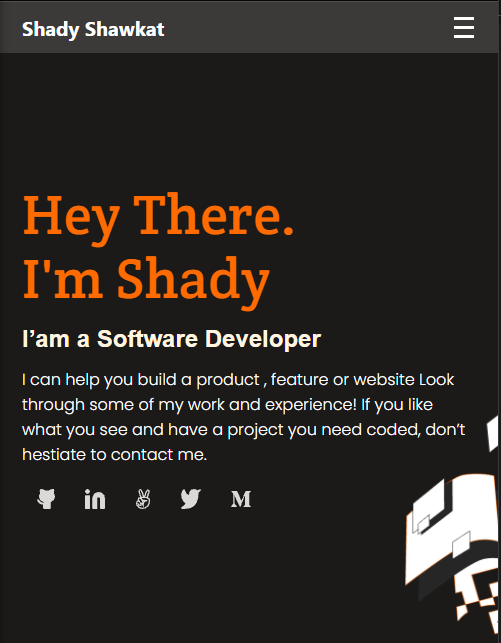 Shady Shawkat
Hey There.
I'm Shady
I’am a Software Developer
I can help you build a product , feature or website Look
through some of my work and experience! If you like
what you see and have a project you need coded, don’t
hestiate to contact me.